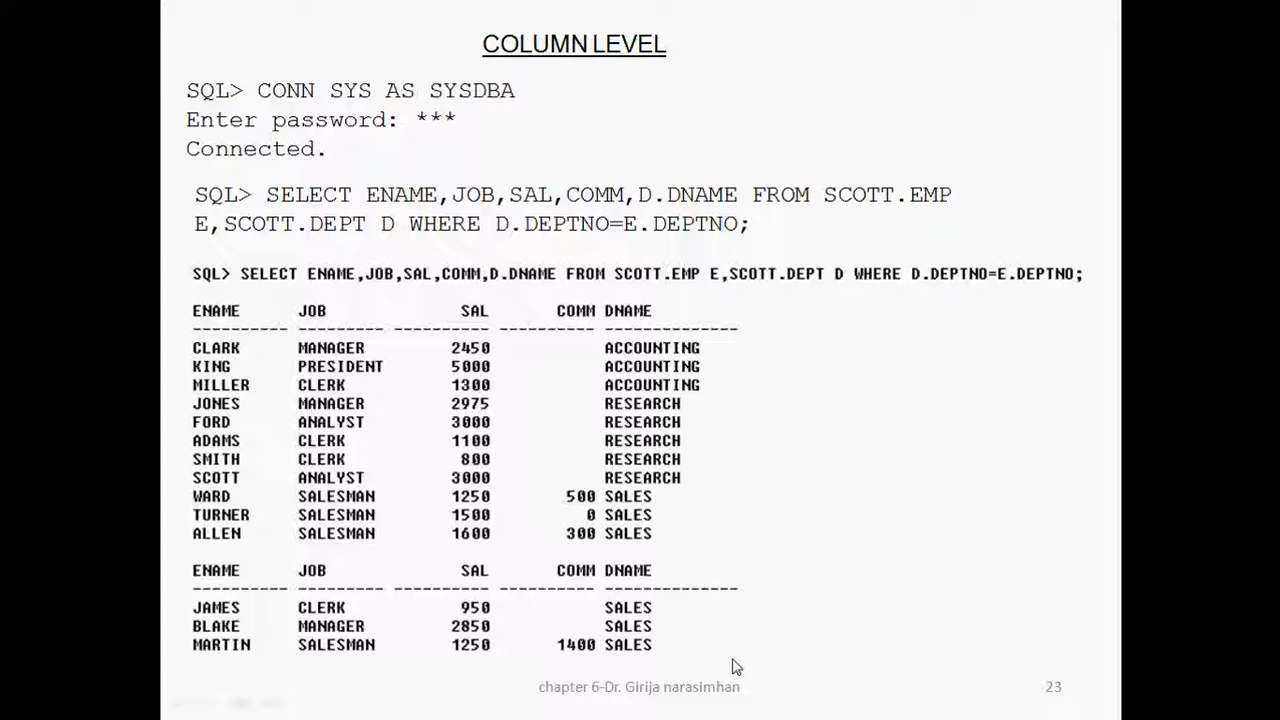 COLUMN LEVEL
SQL> CONN SYS AS SYSDBA
Enter password: ***
Connected.
SQL> SELECT ENAME,JOB,SAL,COMM,D.DNAME FROM SCOTT.EMP
E,SCOTT.DEPT D WHERE D.DEPTNO=E.DEPTNO;
SQL> SELECT ENAME,JOB,SAL,COMM,D.DNAME FROM SCOTT.EMP E,SCOTT.DEPT D WHERE D.DEPTNO=E.DEPTNO;
ENAME JOB SAL COMM DNAME
---------- --------- ---------- ---------- --------------
CLARK MANAGER 2450 ACCOUNTING
KING PRESIDENT 5000 ACCOUNTING
MILLER CLERK 1300 ACCOUNTING
JONES MANAGER 2975 RESEARCH
FORD ANALYST 3000 RESEARCH
ADAMS CLERK 1100 RESEARCH
SMITH CLERK 800 RESEARCH
SCOTT ANALYST 3000 RESEARCH
WARD SALESMAN 1250 500 SALES
TURNER SALESMAN 1500 0 SALES
ALLEN SALESMAN 1600 300 SALES
ENAME JOB SAL COMM DNAME
---------- --------- ---------- ---------- --------------
JAMES CLERK 950 SALES
BLAKE MANAGER 2850 SALES
MARTIN SALESMAN 1250 1400 SALES
chapter 6-Dr. Girija narasimhan 23